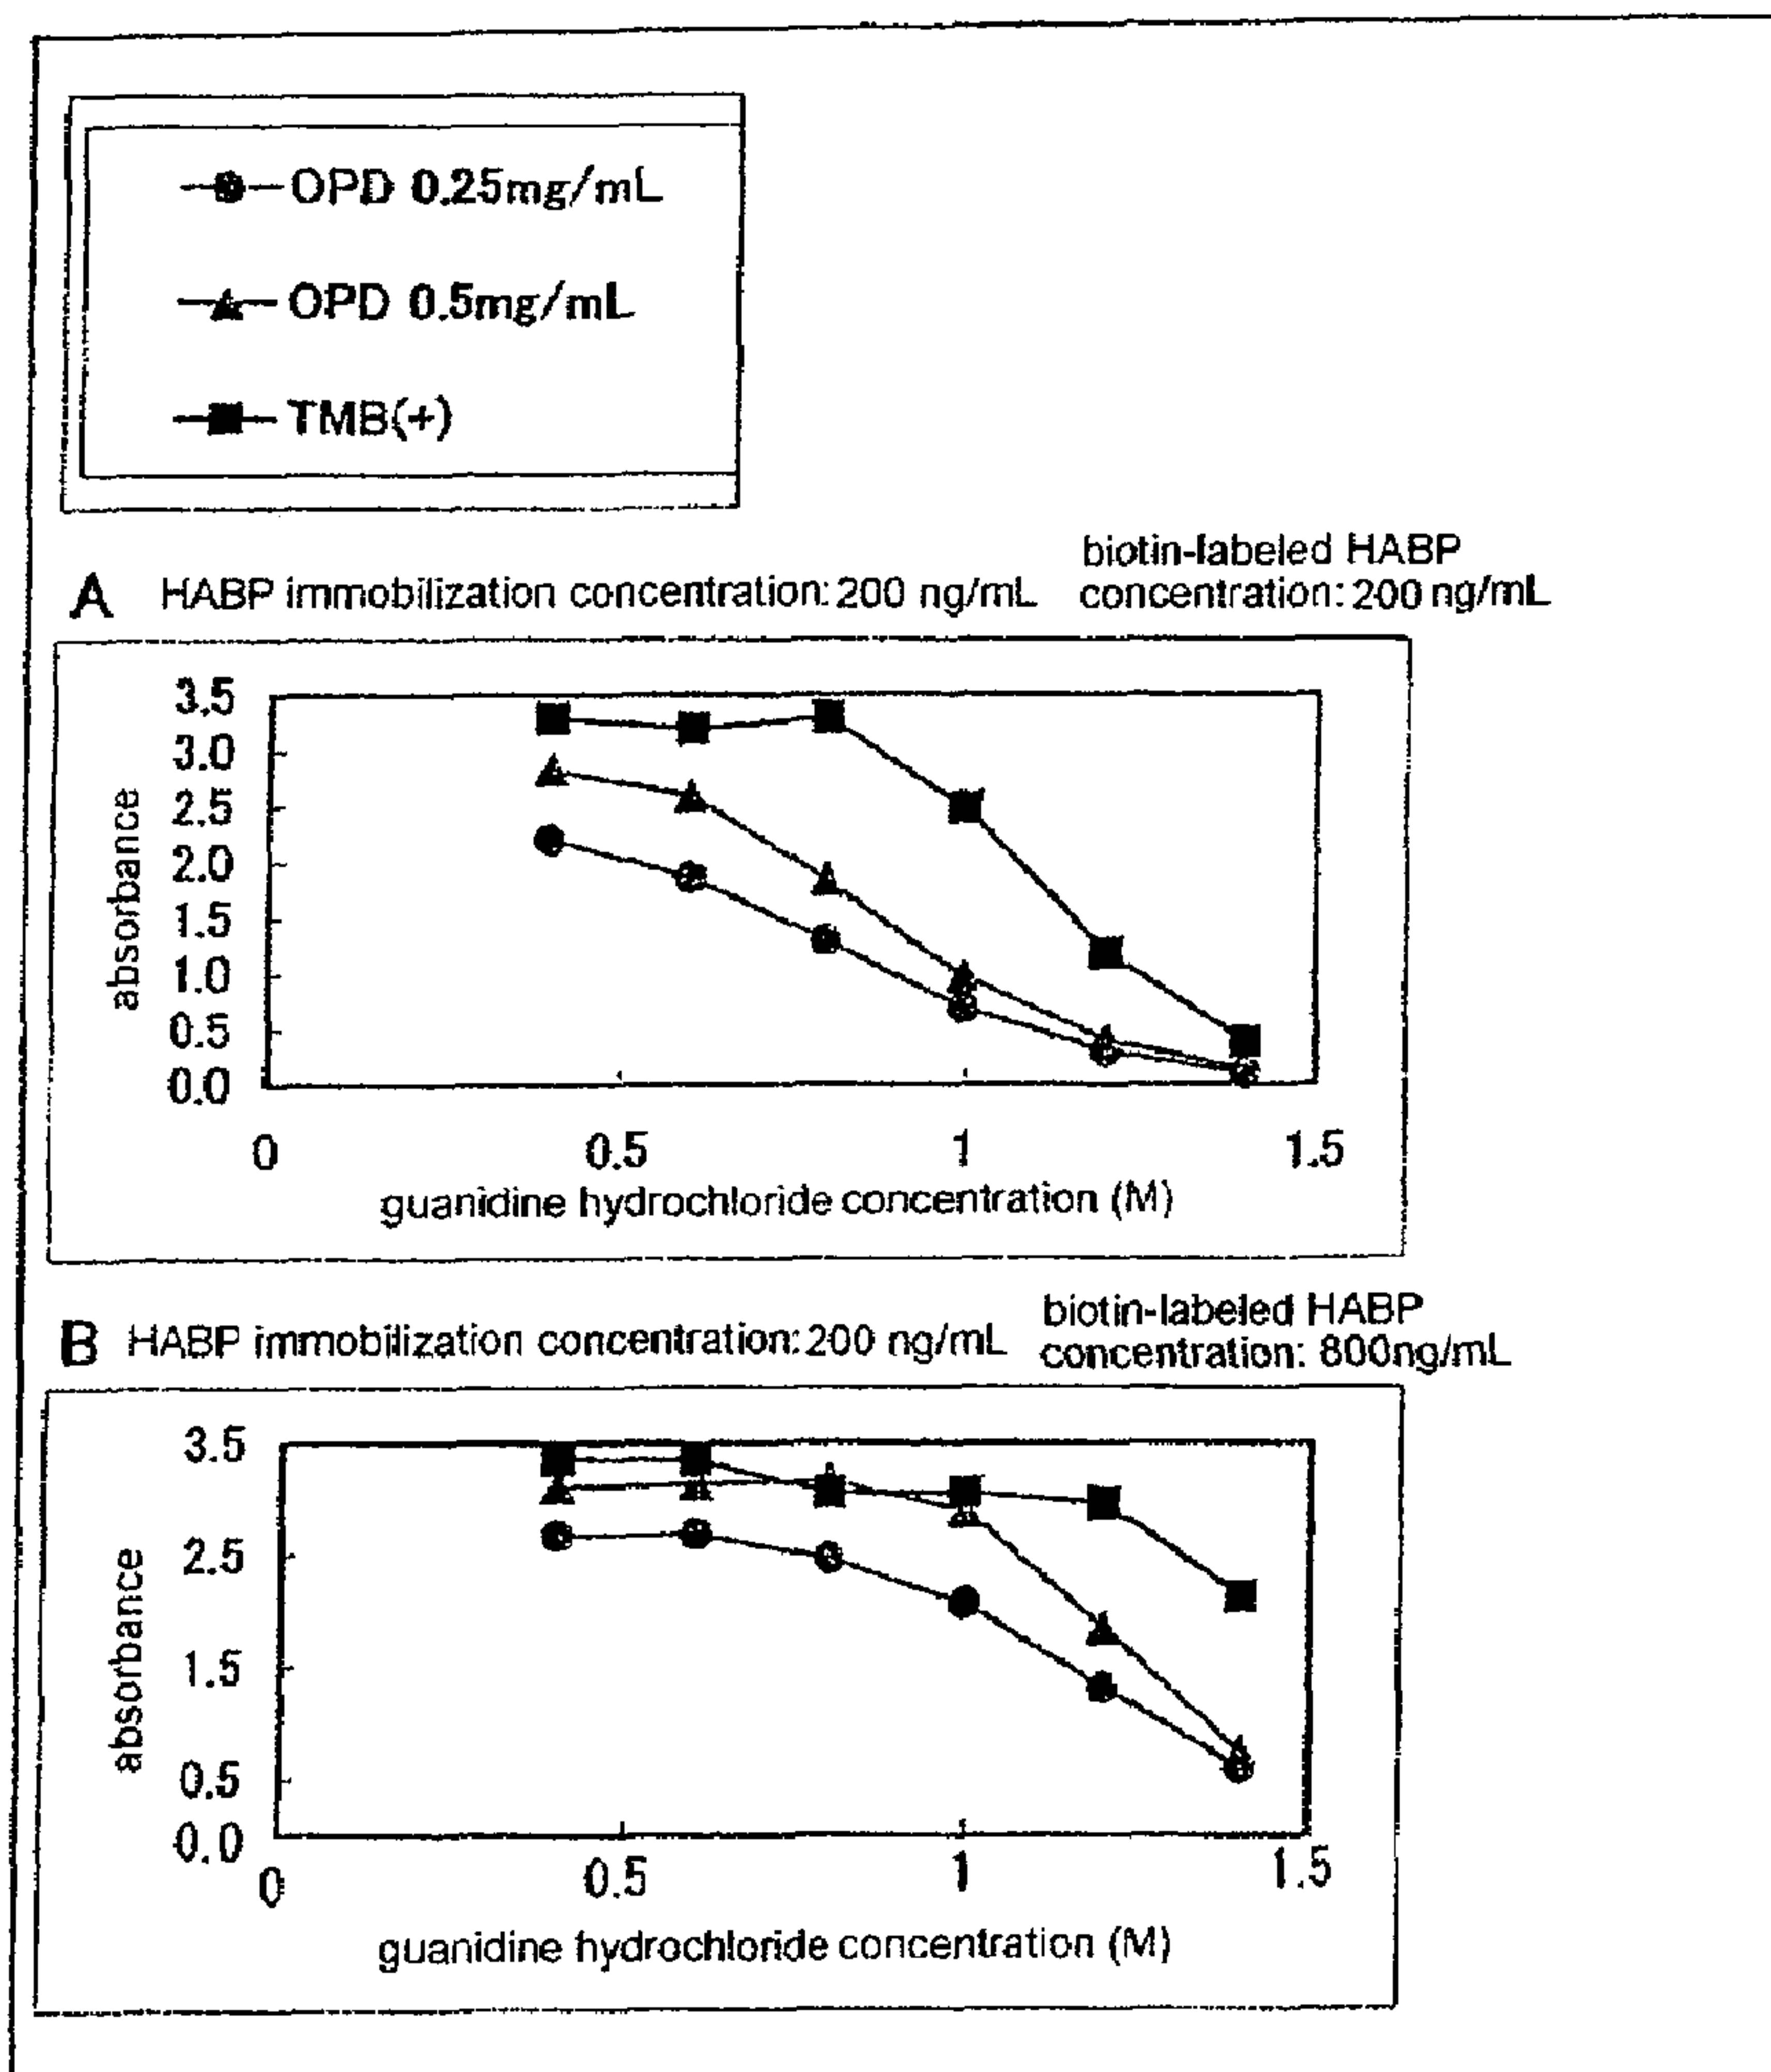 OPD 0.25mg/mL
OPD 0.5mg/mL
TMB(+)
A HABP immobilization concentration: 200 ng/mL
biotin-labeled HABP
concentration: 200 ng/mL
absorbance
3.5
3.0
2.5
2.0
1.5
1.0
0.5
0.0
0 0.5 1 1.5
guanidine hydrochloride concentration (M)
B HABP immobilization concentration: 200 ng/mL
biotin-labeled HABP
concentration: 800ng/mL
absorbance
3.5
2.5
1.5
0.5
0.0
0 0.5 1 1.5
guanidine hydrochloride concentration (M)